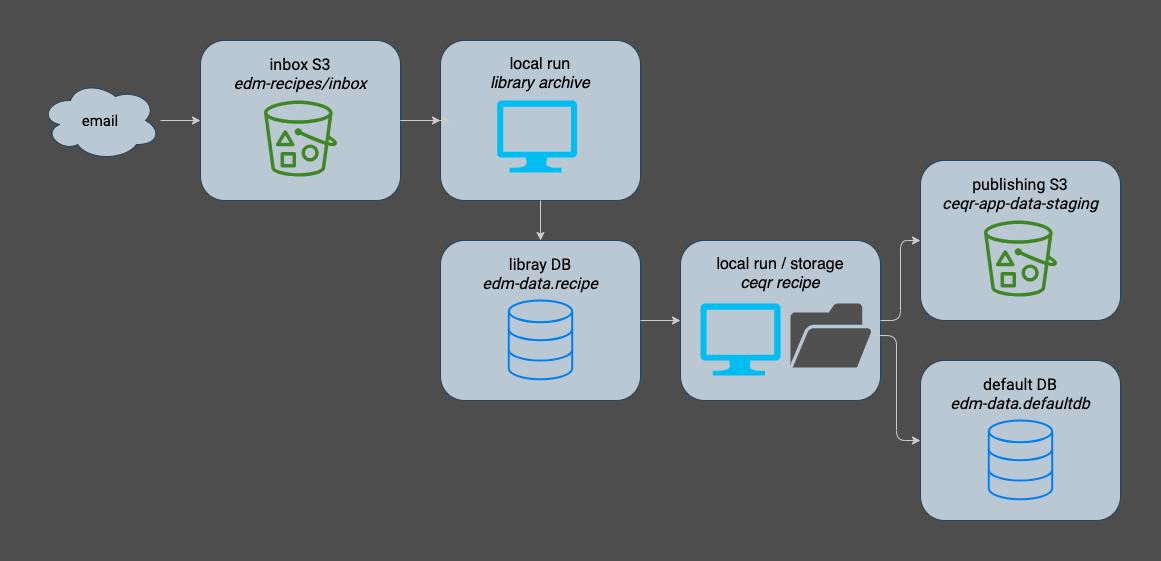 email
inbox S3
edm-recipes/inbox
local run
library archive
libray DB
edm-data.recipe
local run / storage
ceqr recipe
publishing S3
ceqr-app-data-staging
default DB
edm-data.defaultdb